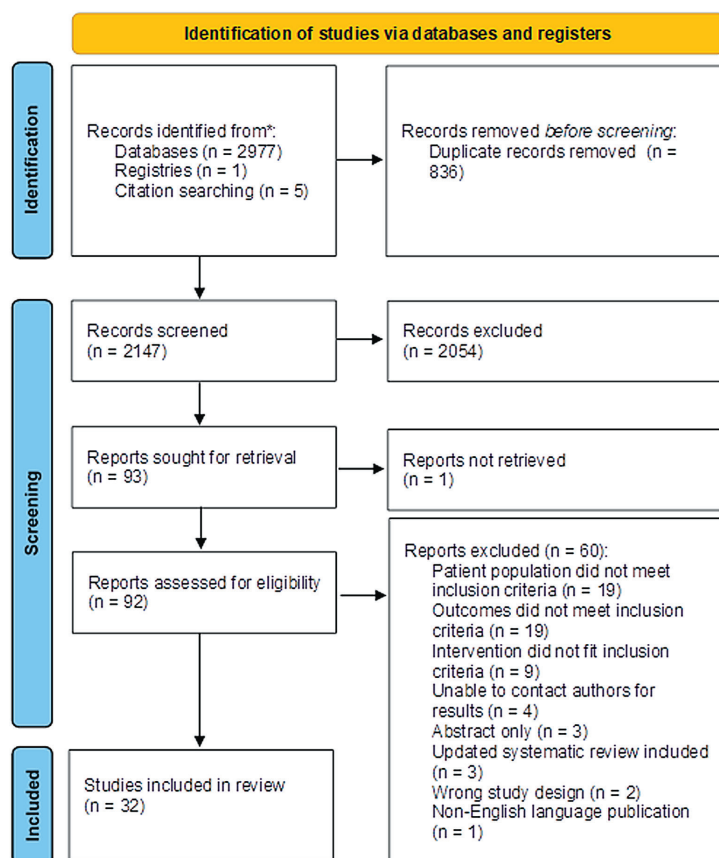 Identification of studies via databases and registers
Identification
Records identified from*:
Databases (n = 2977)
Registries (n = 1)
Citation searching (n = 5)
Records removed before screening:
Duplicate records removed (n =
836)
Screening
Records screened
(n = 2147)
Records excluded
(n = 2054)
Reports sought for retrieval
(n = 93)
Reports not retrieved
(n = 1)
Reports assessed for eligibility
(n = 92)
Reports excluded (n = 60):
Patient population did not meet
inclusion criteria (n = 19)
Outcomes did not meet inclusion
criteria (n = 19)
Intervention did not fit inclusion
criteria (n = 9)
Unable to contact authors for
results (n = 4)
Abstract only (n = 3)
Updated systematic review included
(n = 3)
Wrong study design (n = 2)
Non-English language publication
(n = 1)
Included
Studies included in review
(n = 32)